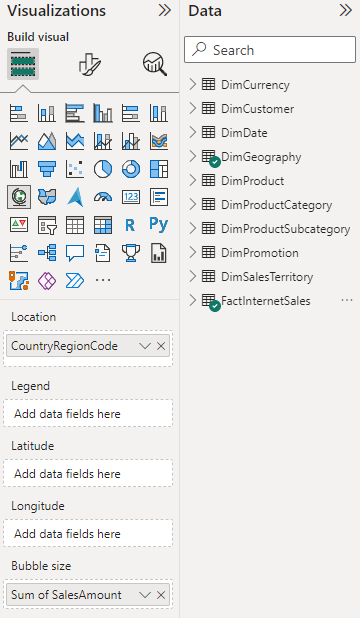 Visualizations
Build visual
123
R
Py
Location
CountryRegionCode
Legend
Add data fields here
Latitude
Add data fields here
Longitude
Add data fields here
Bubble size
Sum of SalesAmount
Data
Search
DimCurrency
DimCustomer
DimDate
DimGeography
DimProduct
DimProductCategory
DimProductSubcategory
DimPromotion
DimSalesTerritory
FactInternetSales